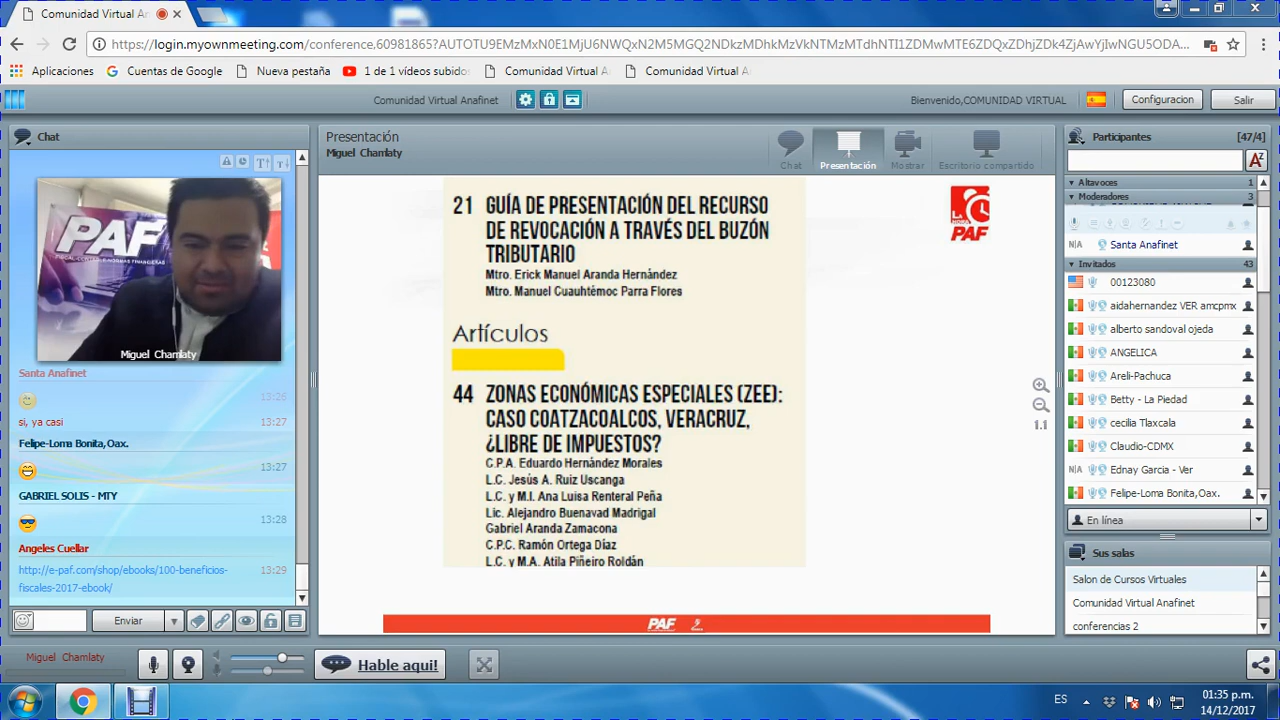 Comunidad Virtual Anafinet
https://login.myownmeeting.com/conference,60981865?
Aplicaciones
Cuentas de Google
Nueva pestaña
1 de 1 vídeos subidos
Comunidad Virtual A
Comunidad Virtual A
Comunidad Virtual Anafinet
Bienvenido,COMUNIDAD VIRTUAL
Configuracion
Salir
Chat
PAF
Miguel Chamlaty
Santa Anafinet
13:26
si, ya casi
13:27
Felipe-Loma Bonita,Oax.
13:27
GABRIEL SOLIS - MTY
13:28
Angeles Cuellar
http://e-paf.com/shop/ebooks/100-beneficios-
13:29
fiscales-2017-ebook/
Enviar
Presentación
Miguel Chamlaty
Chat
Presentación
Mostrar
Escritorio compartido
21 GUÍA DE PRESENTACIÓN DEL RECURSO
DE REVOCACIÓN A TRAVÉS DEL BUZÓN
TRIBUTARIO
Mtro. Erick Manuel Aranda Hernández
Mtro. Manuel Cuauhtémoc Parra Flores
Artículos
44 ZONAS ECONÓMICAS ESPECIALES (ZEE):
CASO COATZACOALCOS, VERACRUZ,
¿LIBRE DE IMPUESTOS?
C.P.A. Eduardo Hernández Morales
L.C. Jesús A. Ruiz Uscanga
L.C. y M.I. Ana Luisa Renteral Peña
Lic. Alejandro Buenavad Madrigal
Gabriel Aranda Zamacona
C.P.C. Ramón Ortega Díaz
L.C. y M.A. Atila Piñeiro Roldán
LA HORA
PAF
PAF
1.1
Participantes
[47/4]
Altavoces 1
Moderadores 3
N/A Santa Anafinet
Invitados 43
00123080
aidahernandez VER amcpmx
alberto sandoval ojeda
ANGELICA
Areli-Pachuca
Betty - La Piedad
cecilia Tlaxcala
Claudio-CDMX
N/A Ednay Garcia - Ver
Felipe-Loma Bonita,Oax.
En línea
Sus salas
Salon de Cursos Virtuales
Comunidad Virtual Anafinet
conferencias 2
Miguel Chamlaty
Hable aqui!
ES
01:35 p.m.
14/12/2017